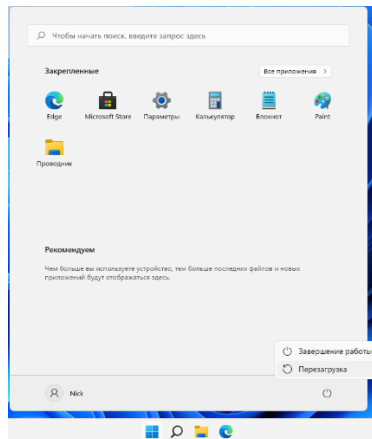 Чтобы начать поиск, введите запрос здесь
Закрепленные
Все приложения
Edge
Microsoft Store
Параметры
Калькулятор
Блокнот
Paint
Проводник
Рекомендуем
Чем больше вы используете устройство, тем больше последних файлов и новых
приложений будут отображаться здесь.
Завершение работы
Перезагрузка
Nick